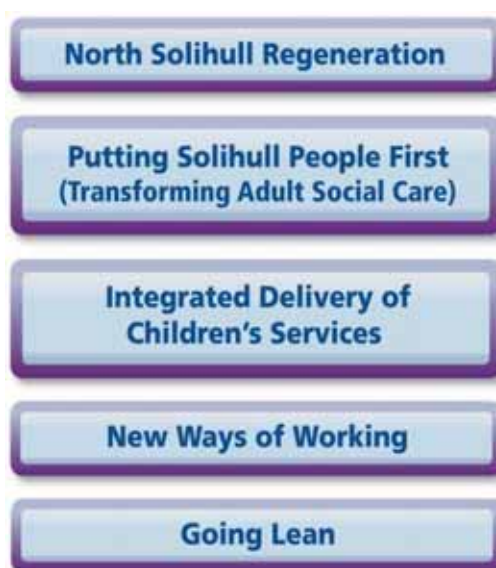 North Solihull Regeneration
Putting Solihull People First
(Transforming Adult Social Care)
Integrated Delivery of
Children's Services
New Ways of Working
Going Lean